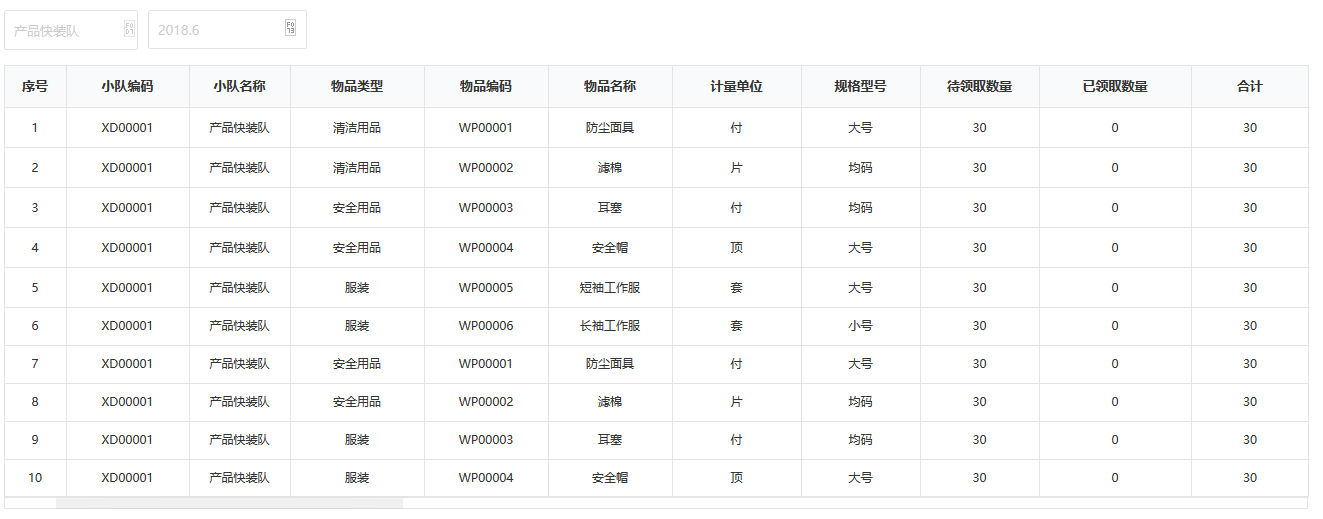 产品快装队 2018.6
序号 小队编码 小队名称 物品类型 物品编码 物品名称 计量单位 规格型号 待领取数量 已领取数量 合计
1 XD00001 产品快装队 清洁用品 WP00001 防尘面具 付 大号 30 0 30
2 XD00001 产品快装队 清洁用品 WP00002 滤棉 片 均码 30 0 30
3 XD00001 产品快装队 安全用品 WP00003 耳塞 付 均码 30 0 30
4 XD00001 产品快装队 安全用品 WP00004 安全帽 顶 大号 30 0 30
5 XD00001 产品快装队 服装 WP00005 短袖工作服 套 大号 30 0 30
6 XD00001 产品快装队 服装 WP00006 长袖工作服 套 小号 30 0 30
7 XD00001 产品快装队 安全用品 WP00001 防尘面具 付 大号 30 0 30
8 XD00001 产品快装队 安全用品 WP00002 滤棉 片 均码 30 0 30
9 XD00001 产品快装队 服装 WP00003 耳塞 付 均码 30 0 30
10 XD00001 产品快装队 服装 WP00004 安全帽 顶 大号 30 0 30